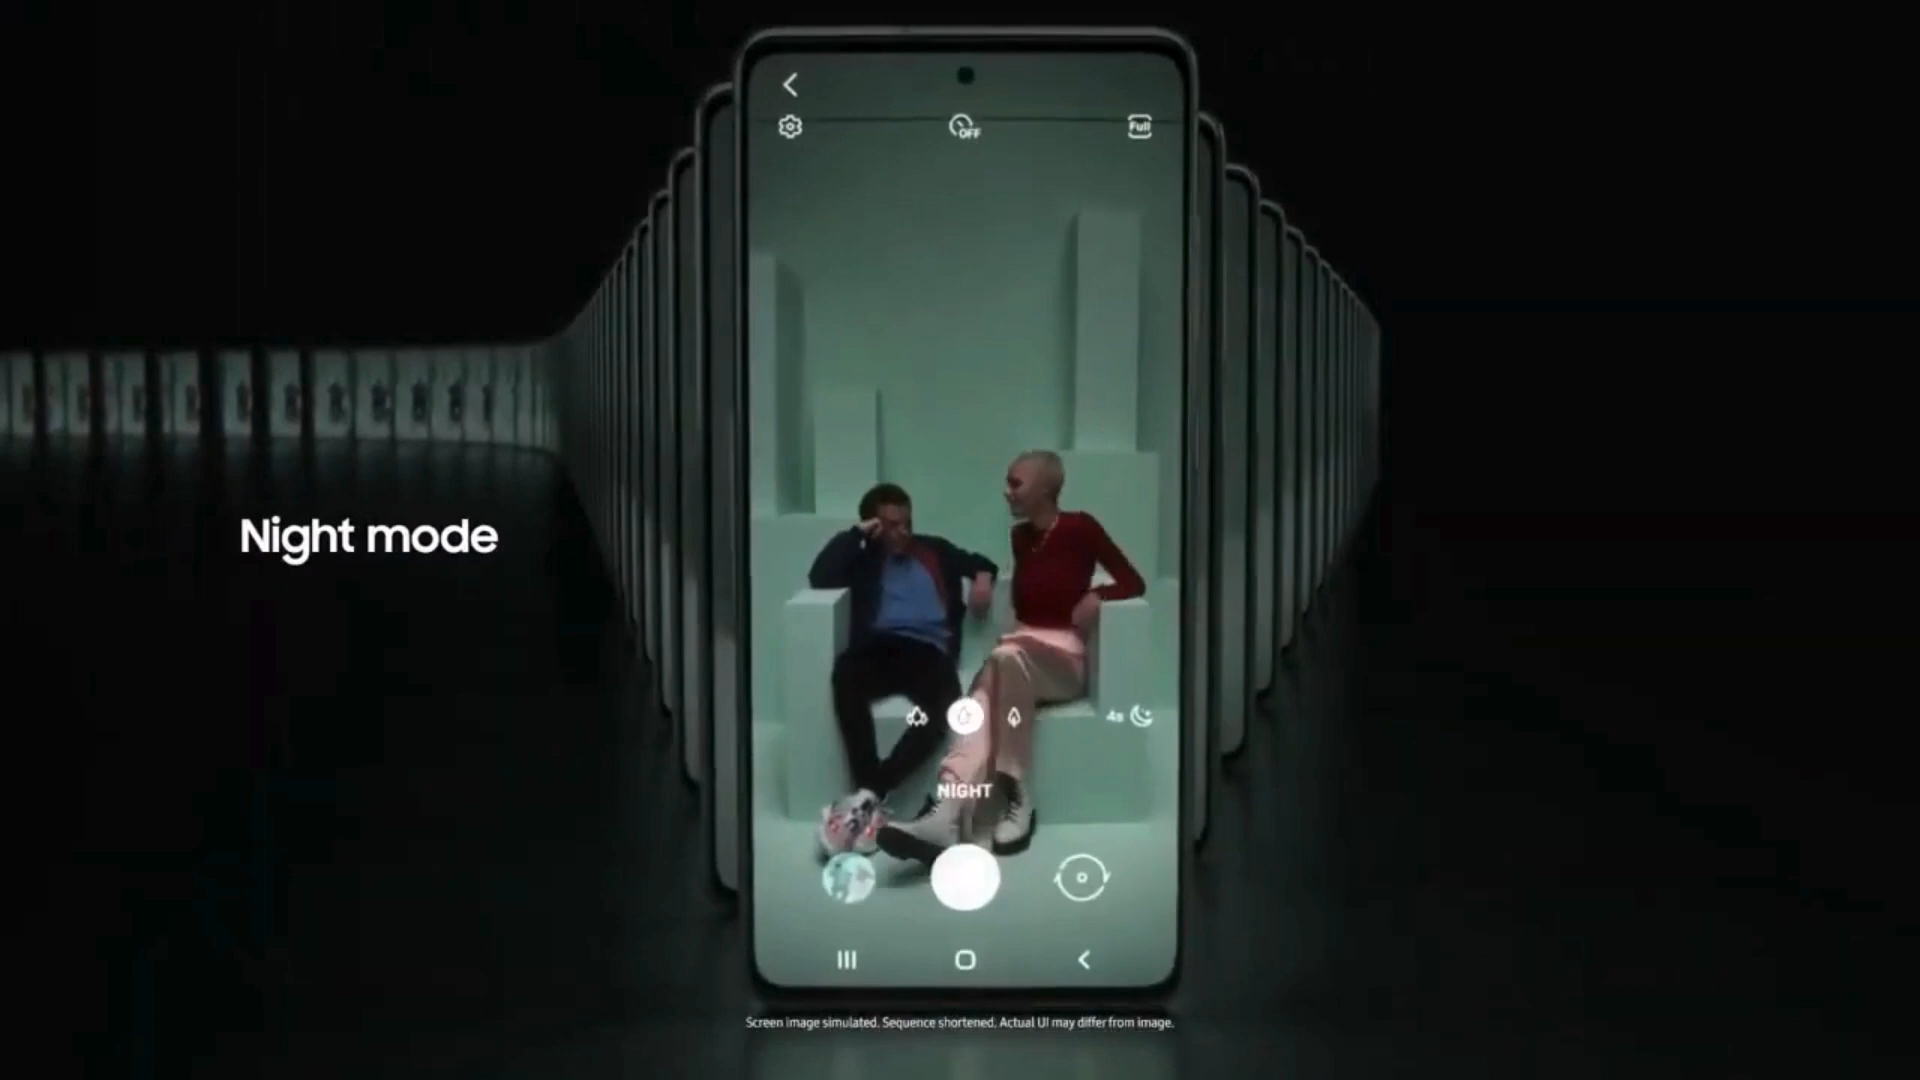 OFF
Full
Night mode
4s
NIGHT
Screen image simulated. Sequence shortened. Actual UI may differ from image.